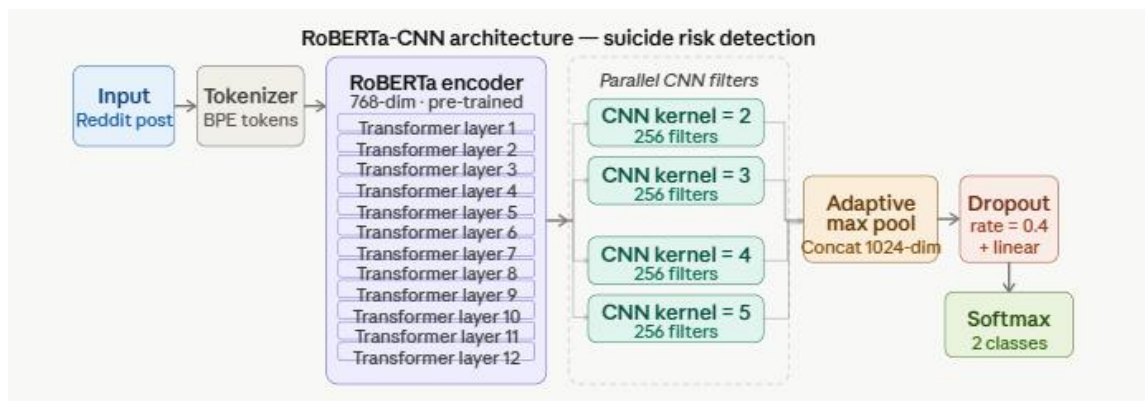 RoBERTa-CNN architecture — suicide risk detection
Input
Reddit post
Tokenizer
BPE tokens
RoBERTa encoder
768-dim · pre-trained
Transformer layer 1
Transformer layer 2
Transformer layer 3
Transformer layer 4
Transformer layer 5
Transformer layer 6
Transformer layer 7
Transformer layer 8
Transformer layer 9
Transformer layer 10
Transformer layer 11
Transformer layer 12
Parallel CNN filters
CNN kernel = 2
256 filters
CNN kernel = 3
256 filters
CNN kernel = 4
256 filters
CNN kernel = 5
256 filters
Adaptive
max pool
Concat 1024-dim
Dropout
rate = 0.4
+ linear
Softmax
2 classes